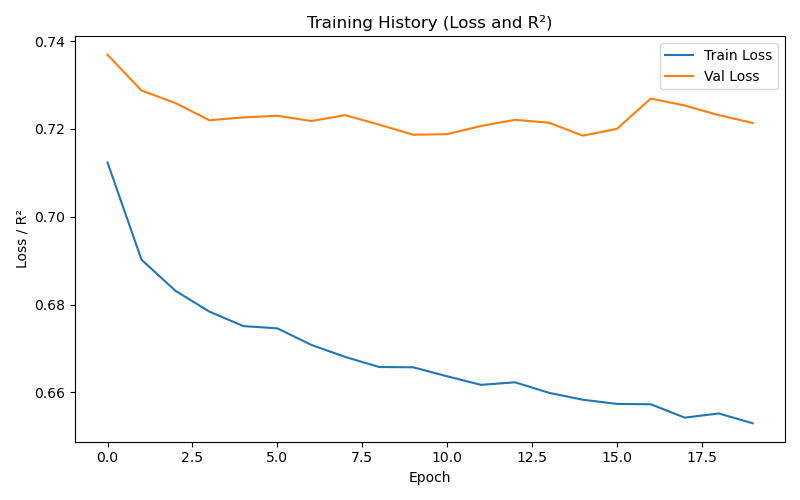 Training History (Loss and R²)
Train Loss
Val Loss
0.74
0.72
0.70
0.68
0.66
Loss / R²
0.0 2.5 5.0 7.5 10.0 12.5 15.0 17.5
Epoch